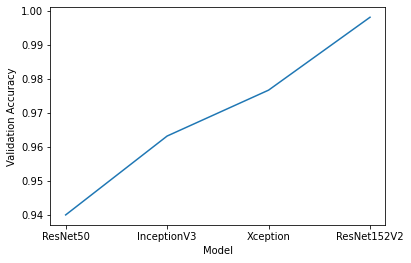 1.00
0.99
0.98
0.97
0.96
0.95
0.94
Validation Accuracy
ResNet50 InceptionV3 Xception ResNet152V2
Model